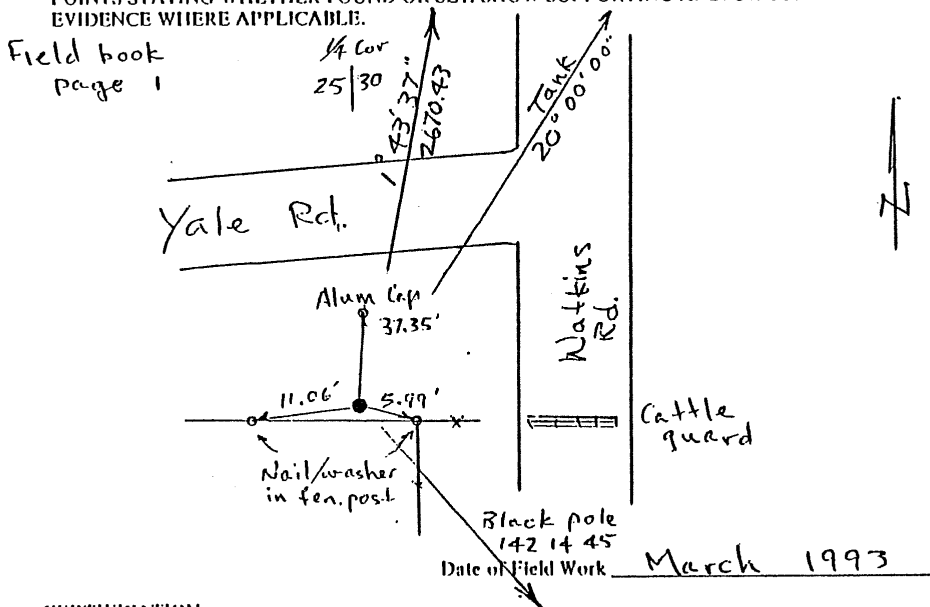 EVIDENCE WHERE APPLICABLE.
Field book
page 1
1/4 Cor
25|30
1° 43' 37"
2670.43
Tank
20° 00' 00"
Yale Rd.
N
Alum Cap
37.35'
Watkins
Rd.
11.06'
5.99'
Cattle
guard
Nail/washer
in fen. post
Black pole
142 14 45
Date of Field Work March 1993